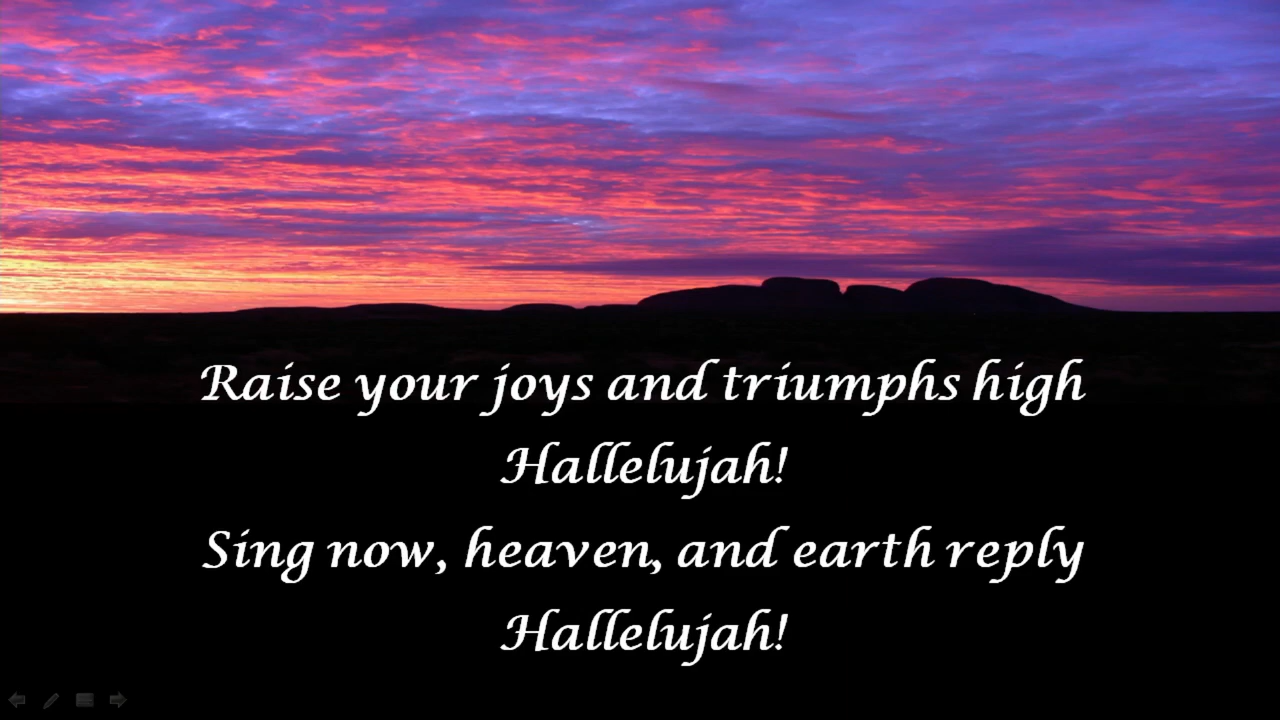 Raise your joys and triumphs high
Hallelujah!
Sing now, heaven, and earth reply
Hallelujah!